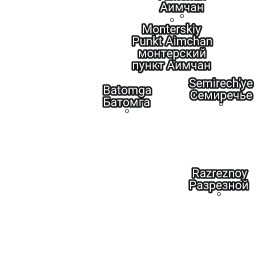 Аимчан
Monterskiy
Punkt Aimchan
монтерский
пункт Аимчан
Semirech'ye
Семиречье
Batomga
Батомга
Razreznoy
Разрезной